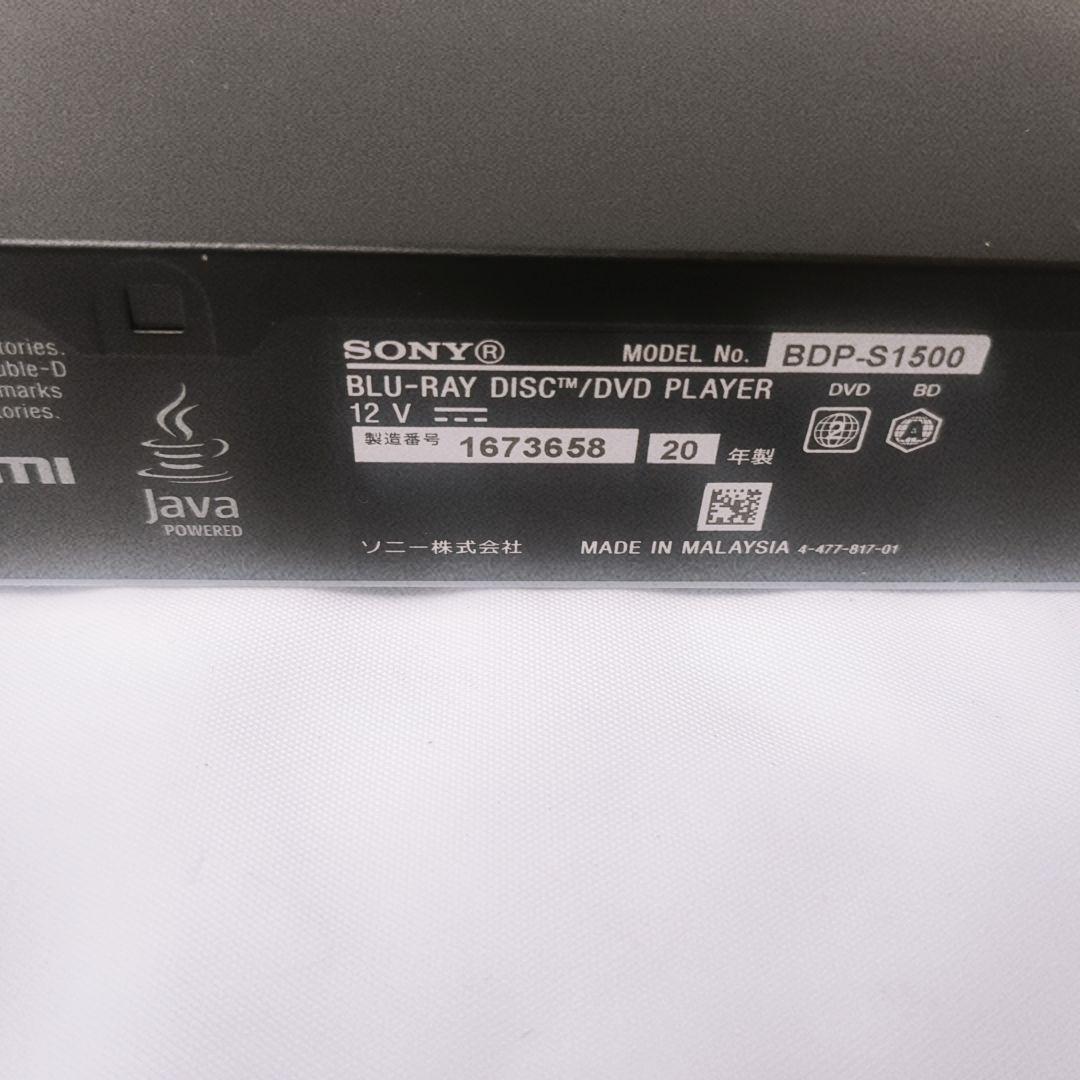 SONY® MODEL No. BDP-S1500
BLU-RAY DISC™/DVD PLAYER DVD BD
12 V
2 A
製造番号 1673658 20 年製
ソニー株式会社 MADE IN MALAYSIA 4-477-817-01
tories.
uble-D
marks
tories.
mi
Java
POWERED